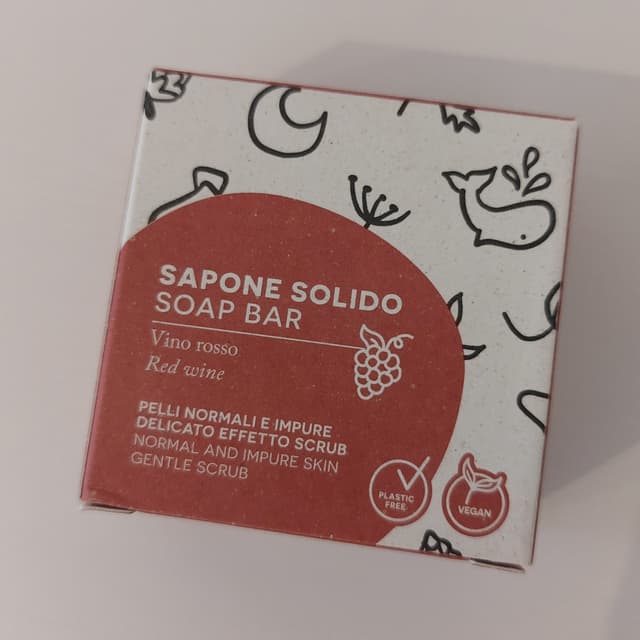 SAPONE SOLIDO
SOAP BAR
Vino rosso
Red wine
PELLI NORMALI E IMPURE
DELICATO EFFETTO SCRUB
NORMAL AND IMPURE SKIN
GENTLE SCRUB
PLASTIC
FREE
VEGAN